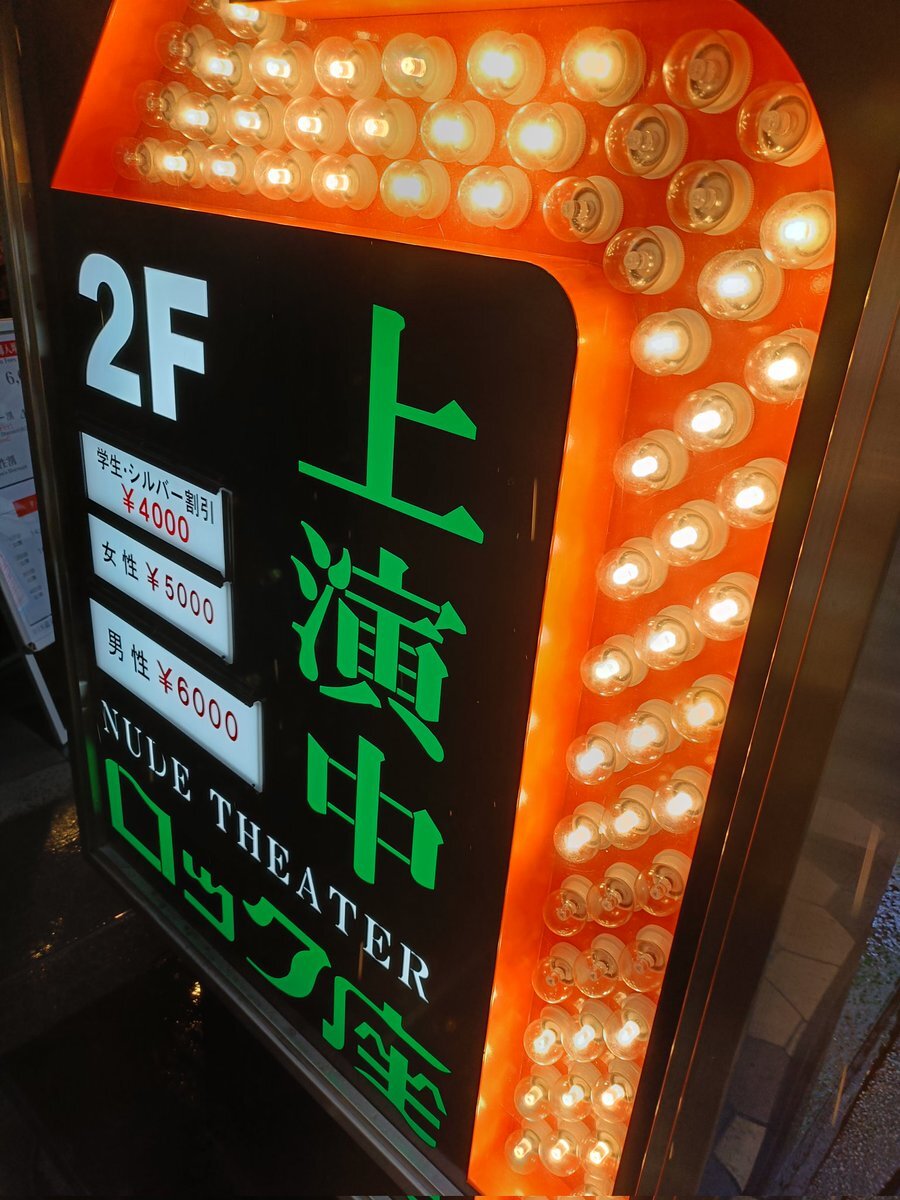 2F
上演中
学生・シルバー割引
¥4000
女性 ¥5000
男性 ¥6000
NUDE THEATER
ロック座